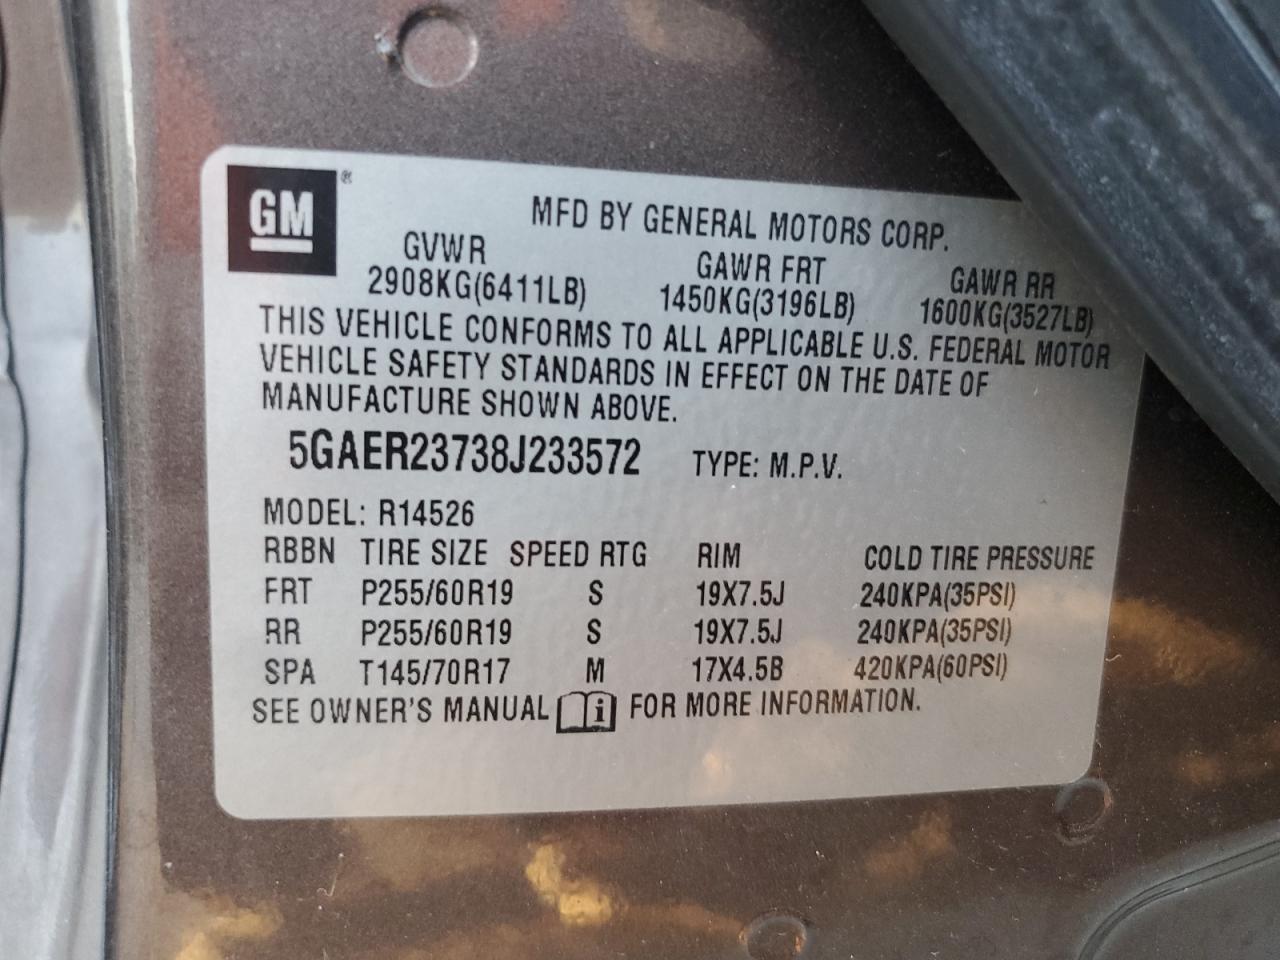 GM ®
MFD BY GENERAL MOTORS CORP.
GVWR GAWR FRT GAWR RR
2908KG(6411LB) 1450KG(3196LB) 1600KG(3527LB)
THIS VEHICLE CONFORMS TO ALL APPLICABLE U.S. FEDERAL MOTOR
VEHICLE SAFETY STANDARDS IN EFFECT ON THE DATE OF
MANUFACTURE SHOWN ABOVE.
5GAER23738J233572 TYPE: M.P.V.
MODEL: R14526
RBBN TIRE SIZE SPEED RTG RIM COLD TIRE PRESSURE
FRT P255/60R19 S 19X7.5J 240KPA(35PSI)
RR P255/60R19 S 19X7.5J 240KPA(35PSI)
SPA T145/70R17 M 17X4.5B 420KPA(60PSI)
SEE OWNER'S MANUAL i FOR MORE INFORMATION.